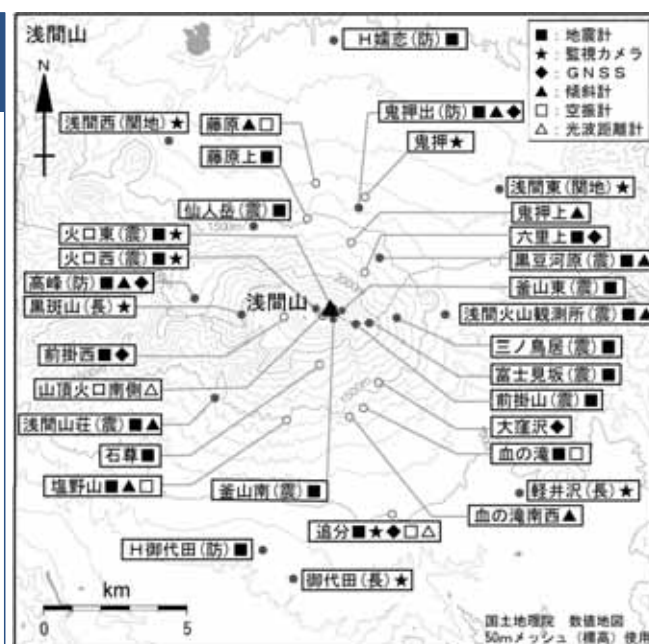 浅間山
N
■：地震計
★：監視カメラ
◆：ＧＮＳＳ
▲：傾斜計
□：空振計
△：光波距離計
Ｈ嬬恋(防)■
鬼押出(防)■▲◆
浅間西(関地)★
藤原▲□
鬼押★
藤原上■
浅間東(関地)★
仙人岳(震)■
鬼押上▲
火口東(震)■★
六里上■◆
火口西(震)■★
黒豆河原(震)■▲
高峰(防)■▲◆
釜山東(震)■
黒斑山(長)★
浅間山
浅間火山観測所(震)■▲
前掛西■◆
三ノ鳥居(震)■
山頂火口南側△
富士見坂(震)■
前掛山(震)■
浅間山荘(震)■▲
大窪沢◆
石尊■
血の滝■□
塩野山■▲□
釜山南(震)■
軽井沢(長)★
血の滝南西▲
追分■★◆□△
Ｈ御代田(防)■
御代田(長)★
km
0
5
国土地理院　数値地図
50mメッシュ（標高）使用